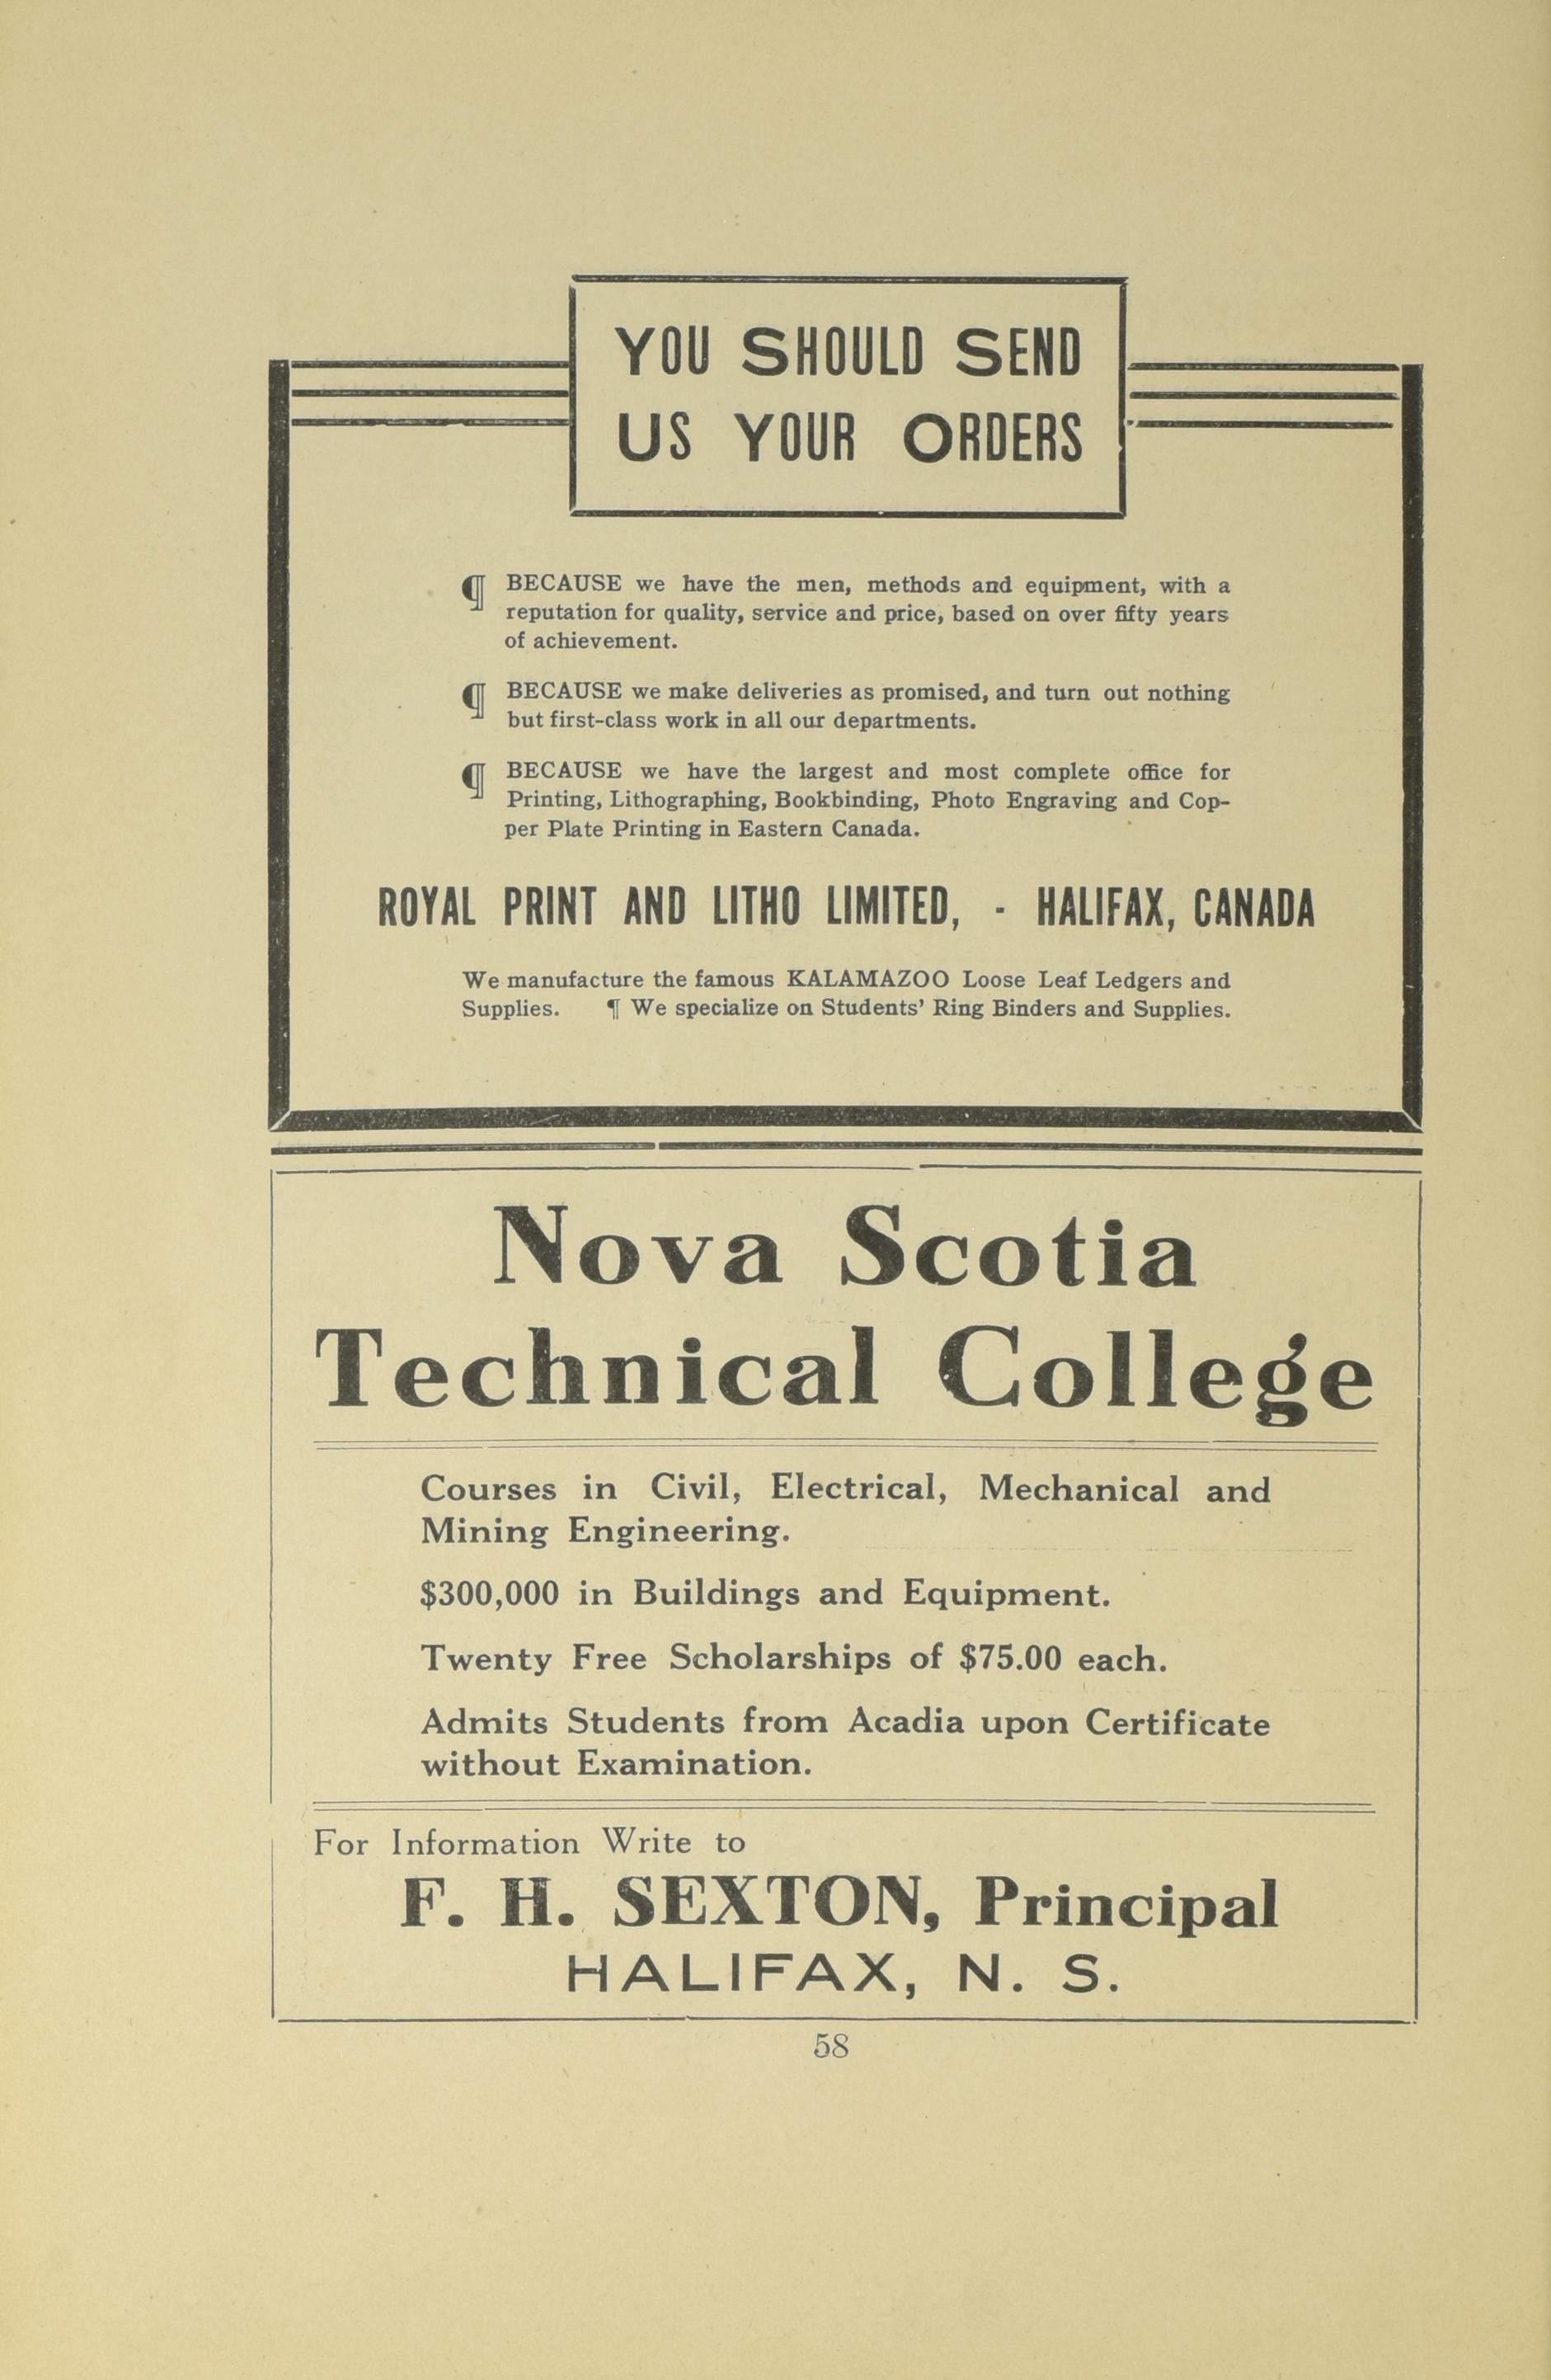 YOU SHOULD SEND
US YOUR ORDERS
¶ BECAUSE we have the men, methods and equipment, with a
reputation for quality, service and price, based on over fifty years
of achievement.
¶ BECAUSE we make deliveries as promised, and turn out nothing
but first-class work in all our departments.
¶ BECAUSE we have the largest and most complete office for
Printing, Lithographing, Bookbinding, Photo Engraving and Cop-
per Plate Printing in Eastern Canada.
ROYAL PRINT AND LITHO LIMITED, - HALIFAX, CANADA
We manufacture the famous KALAMAZOO Loose Leaf Ledgers and
Supplies. ¶ We specialize on Students' Ring Binders and Supplies.
Nova Scotia
Technical College
Courses in Civil, Electrical, Mechanical and
Mining Engineering.
$300,000 in Buildings and Equipment.
Twenty Free Scholarships of $75.00 each.
Admits Students from Acadia upon Certificate
without Examination.
For Information Write to
F. H. SEXTON, Principal
HALIFAX, N. S.
58